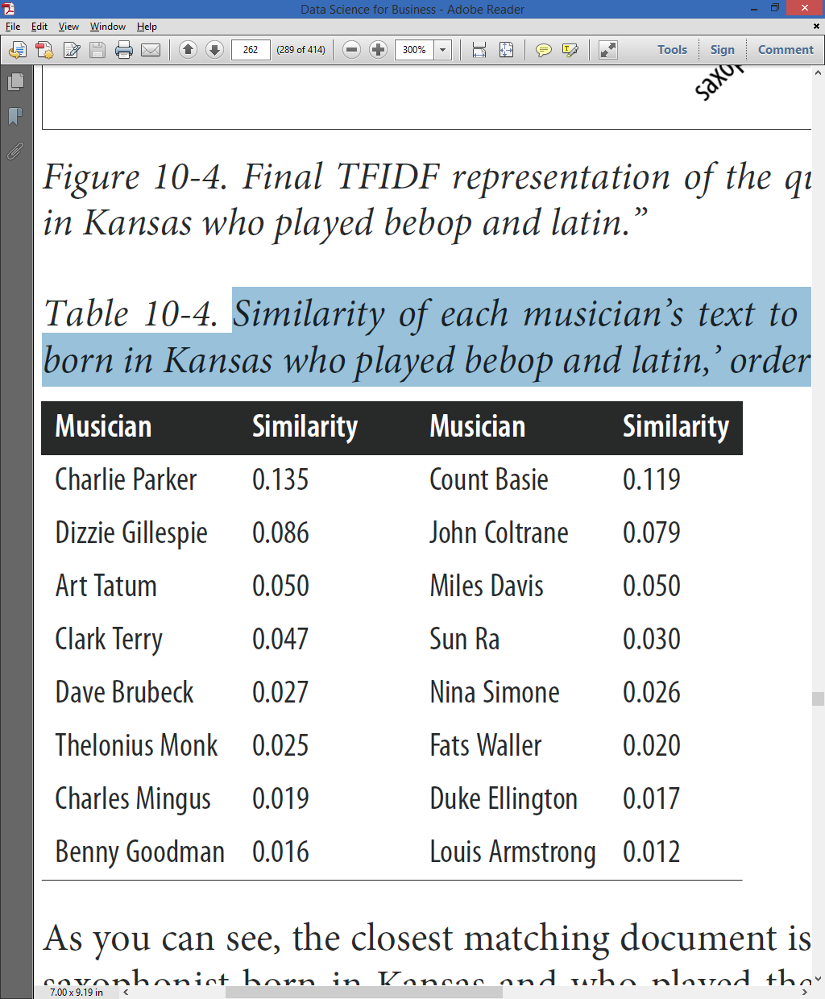 Data Science for Business - Adobe Reader
File Edit View Window Help
262 (289 of 414) 300% Tools Sign Comment
Figure 10-4. Final TFIDF representation of the
in Kansas who played bebop and latin.”
Table 10-4. Similarity of each musician’s text to
born in Kansas who played bebop and latin,’ order
Musician Similarity Musician Similarity
Charlie Parker 0.135 Count Basie 0.119
Dizzie Gillespie 0.086 John Coltrane 0.079
Art Tatum 0.050 Miles Davis 0.050
Clark Terry 0.047 Sun Ra 0.030
Dave Brubeck 0.027 Nina Simone 0.026
Thelonius Monk 0.025 Fats Waller 0.020
Charles Mingus 0.019 Duke Ellington 0.017
Benny Goodman 0.016 Louis Armstrong 0.012
As you can see, the closest matching document is
saxophonist born in Kansas and who played the
7.00 x 9.19 in